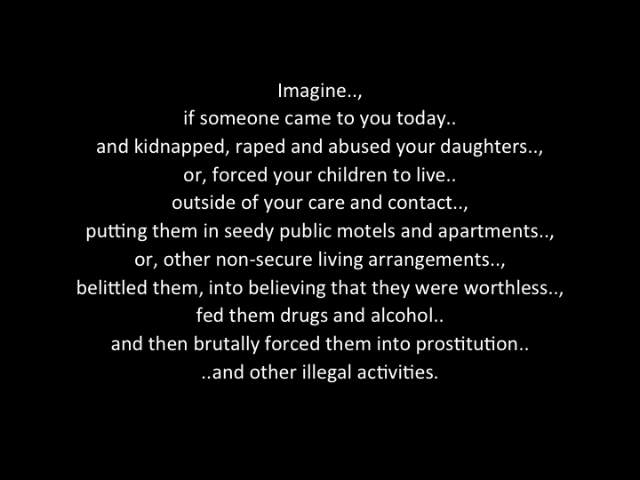 Imagine..,
if someone came to you today..
and kidnapped, raped and abused your daughters..,
or, forced your children to live..
outside of your care and contact..,
putting them in seedy public motels and apartments..,
or, other non-secure living arrangements..,
belittled them, into believing that they were worthless..,
fed them drugs and alcohol..
and then brutally forced them into prostitution..
..and other illegal activities.